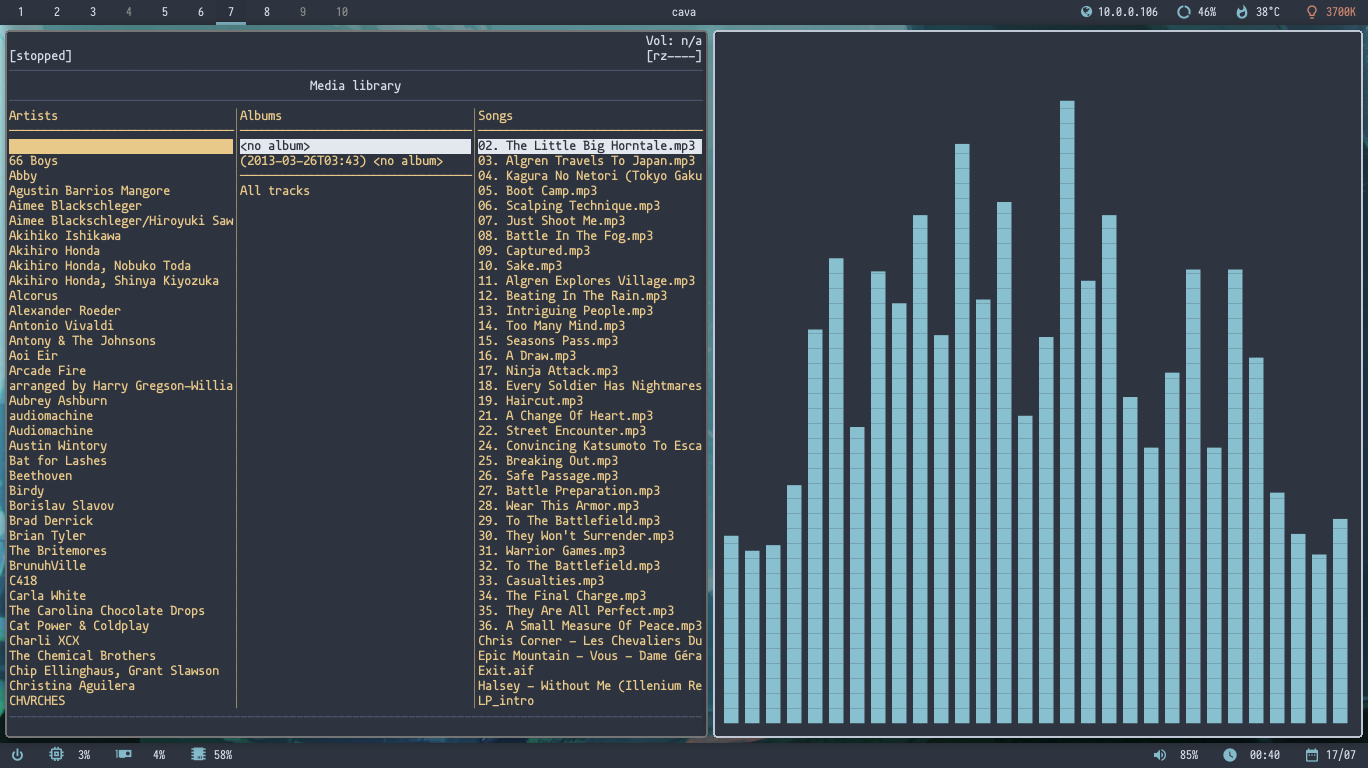 1 2 3 4 5 6 7 8 9 10 cava 10.0.0.106 46% 38°C 3700K
Vol: n/a
[stopped] [rz----]
Media library
Artists
66 Boys
Abby
Agustin Barrios Mangore
Aimee Blackschleger
Aimee Blackschleger/Hiroyuki Saw
Akihiko Ishikawa
Akihiro Honda
Akihiro Honda, Nobuko Toda
Akihiro Honda, Shinya Kiyozuka
Alcorus
Alexander Roeder
Antonio Vivaldi
Antony & The Johnsons
Aoi Eir
Arcade Fire
arranged by Harry Gregson-Willia
Aubrey Ashburn
audiomachine
Audiomachine
Austin Wintory
Bat for Lashes
Beethoven
Birdy
Borislav Slavov
Brad Derrick
Brian Tyler
The Britemores
BrunuhVille
C418
Carla White
The Carolina Chocolate Drops
Cat Power & Coldplay
Charli XCX
The Chemical Brothers
Chip Ellinghaus, Grant Slawson
Christina Aguilera
CHVRCHES
Albums
<no album>
(2013-03-26T03:43) <no album>
All tracks
Songs
02. The Little Big Horntale.mp3
03. Algren Travels To Japan.mp3
04. Kagura No Netori (Tokyo Gaku
05. Boot Camp.mp3
06. Scalping Technique.mp3
07. Just Shoot Me.mp3
08. Battle In The Fog.mp3
09. Captured.mp3
10. Sake.mp3
11. Algren Explores Village.mp3
12. Beating In The Rain.mp3
13. Intriguing People.mp3
14. Too Many Mind.mp3
15. Seasons Pass.mp3
16. A Draw.mp3
17. Ninja Attack.mp3
18. Every Soldier Has Nightmares
19. Haircut.mp3
21. A Change Of Heart.mp3
22. Street Encounter.mp3
24. Convincing Katsumoto To Esca
25. Breaking Out.mp3
26. Safe Passage.mp3
27. Battle Preparation.mp3
28. Wear This Armor.mp3
29. To The Battlefield.mp3
30. They Won't Surrender.mp3
31. Warrior Games.mp3
32. To The Battlefield.mp3
33. Casualties.mp3
34. The Final Charge.mp3
35. They Are All Perfect.mp3
36. A Small Measure Of Peace.mp3
Chris Corner - Les Chevaliers Du
Epic Mountain - Vous - Dame Géra
Exit.aif
Halsey - Without Me (Illenium Re
LP_intro
3% 4% 58% 85% 00:40 17/07